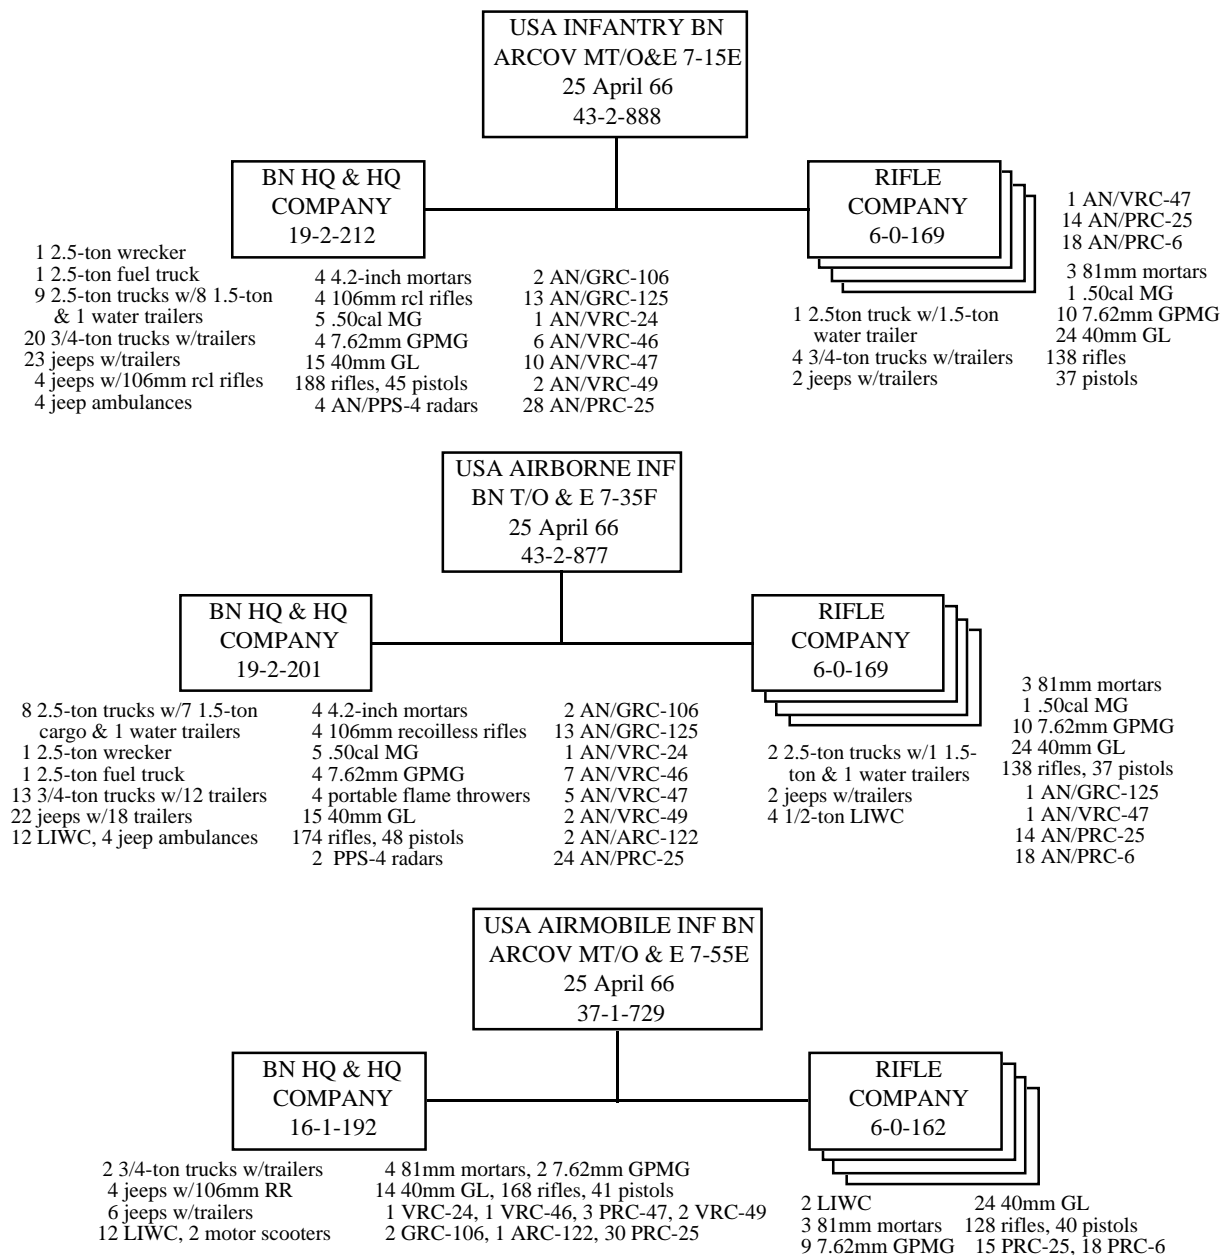 USA INFANTRY BN
ARCOV MT/O&E 7-15E
25 April 66
43-2-888
BN HQ & HQ
COMPANY
19-2-212
RIFLE
COMPANY
6-0-169
1 2.5-ton wrecker
1 2.5-ton fuel truck
9 2.5-ton trucks w/8 1.5-ton
& 1 water trailers
20 3/4-ton trucks w/trailers
23 jeeps w/trailers
4 jeeps w/106mm rcl rifles
4 jeep ambulances
4 4.2-inch mortars
4 106mm rcl rifles
5 .50cal MG
4 7.62mm GPMG
15 40mm GL
188 rifles, 45 pistols
4 AN/PPS-4 radars
2 AN/GRC-106
13 AN/GRC-125
1 AN/VRC-24
6 AN/VRC-46
10 AN/VRC-47
2 AN/VRC-49
28 AN/PRC-25
1 2.5ton truck w/1.5-ton
water trailer
4 3/4-ton trucks w/trailers
2 jeeps w/trailers
1 AN/VRC-47
14 AN/PRC-25
18 AN/PRC-6
3 81mm mortars
1 .50cal MG
10 7.62mm GPMG
24 40mm GL
138 rifles
37 pistols
USA AIRBORNE INF
BN T/O & E 7-35F
25 April 66
43-2-877
BN HQ & HQ
COMPANY
19-2-201
RIFLE
COMPANY
6-0-169
8 2.5-ton trucks w/7 1.5-ton
cargo & 1 water trailers
1 2.5-ton wrecker
1 2.5-ton fuel truck
13 3/4-ton trucks w/12 trailers
22 jeeps w/18 trailers
12 LIWC, 4 jeep ambulances
4 4.2-inch mortars
4 106mm recoilless rifles
5 .50cal MG
4 7.62mm GPMG
4 portable flame throwers
15 40mm GL
174 rifles, 48 pistols
2 PPS-4 radars
2 AN/GRC-106
13 AN/GRC-125
1 AN/VRC-24
7 AN/VRC-46
5 AN/VRC-47
2 AN/VRC-49
2 AN/ARC-122
24 AN/PRC-25
2 2.5-ton trucks w/1 1.5-
ton & 1 water trailers
2 jeeps w/trailers
4 1/2-ton LIWC
3 81mm mortars
1 .50cal MG
10 7.62mm GPMG
24 40mm GL
138 rifles, 37 pistols
1 AN/GRC-125
1 AN/VRC-47
14 AN/PRC-25
18 AN/PRC-6
USA AIRMOBILE INF BN
ARCOV MT/O & E 7-55E
25 April 66
37-1-729
BN HQ & HQ
COMPANY
16-1-192
RIFLE
COMPANY
6-0-162
2 3/4-ton trucks w/trailers
4 jeeps w/106mm RR
6 jeeps w/trailers
12 LIWC, 2 motor scooters
4 81mm mortars, 2 7.62mm GPMG
14 40mm GL, 168 rifles, 41 pistols
1 VRC-24, 1 VRC-46, 3 PRC-47, 2 VRC-49
2 GRC-106, 1 ARC-122, 30 PRC-25
2 LIWC
3 81mm mortars
9 7.62mm GPMG
24 40mm GL
128 rifles, 40 pistols
15 PRC-25, 18 PRC-6